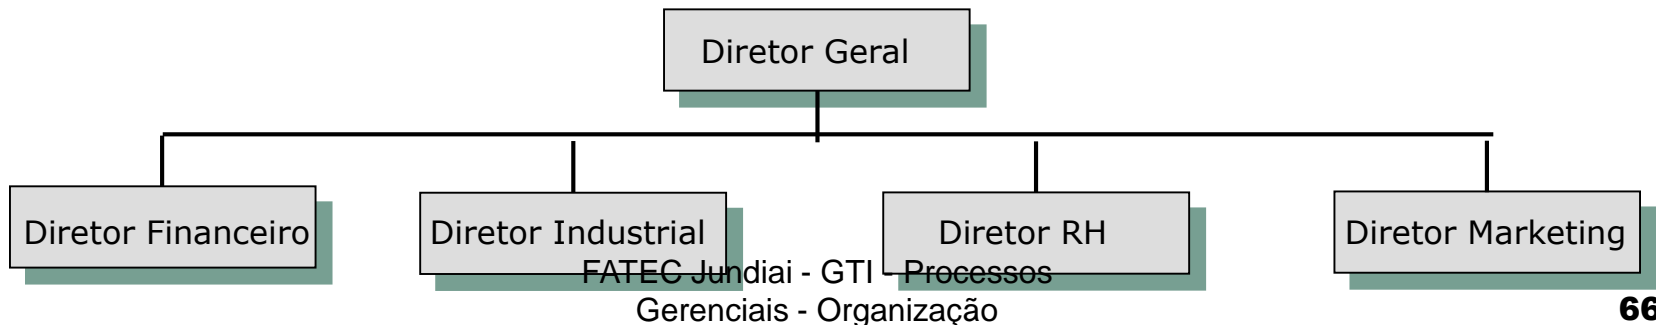 Diretor Geral
Diretor Financeiro
Diretor Industrial
Diretor RH
Diretor Marketing
FATEC Jundiai - GTI - Processos
Gerenciais - Organização
66